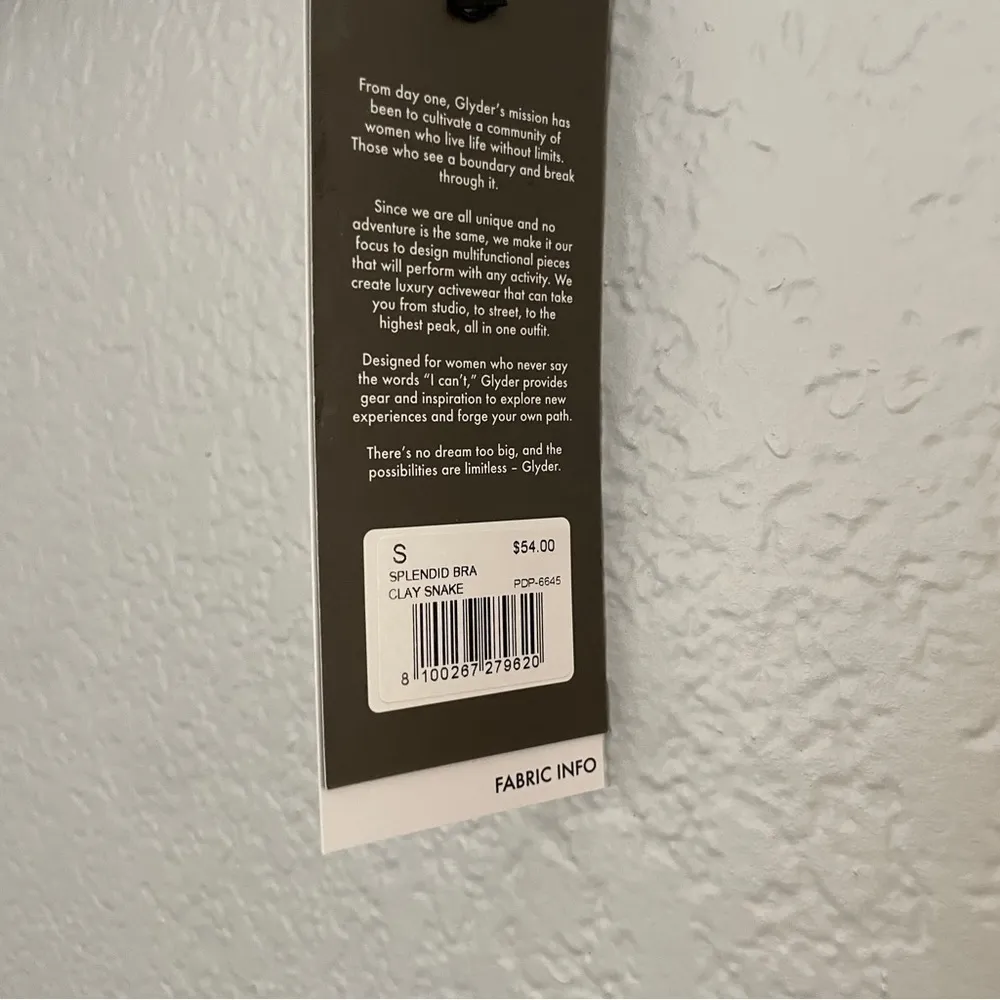 From day one, Glyder's mission has
been to cultivate a community of
women who live life without limits.
Those who see a boundary and break
through it.
Since we are all unique and no
adventure is the same, we make it our
focus to design multifunctional pieces
that will perform with any activity. We
create luxury activewear that can take
you from studio, to street, to the
highest peak, all in one outfit.
Designed for women who never say
the words "I can't," Glyder provides
gear and inspiration to explore new
experiences and forge your own path.
There's no dream too big, and the
possibilities are limitless – Glyder.
S $54.00
SPLENDID BRA
CLAY SNAKE PDP-6645
8 100267 279620
FABRIC INFO